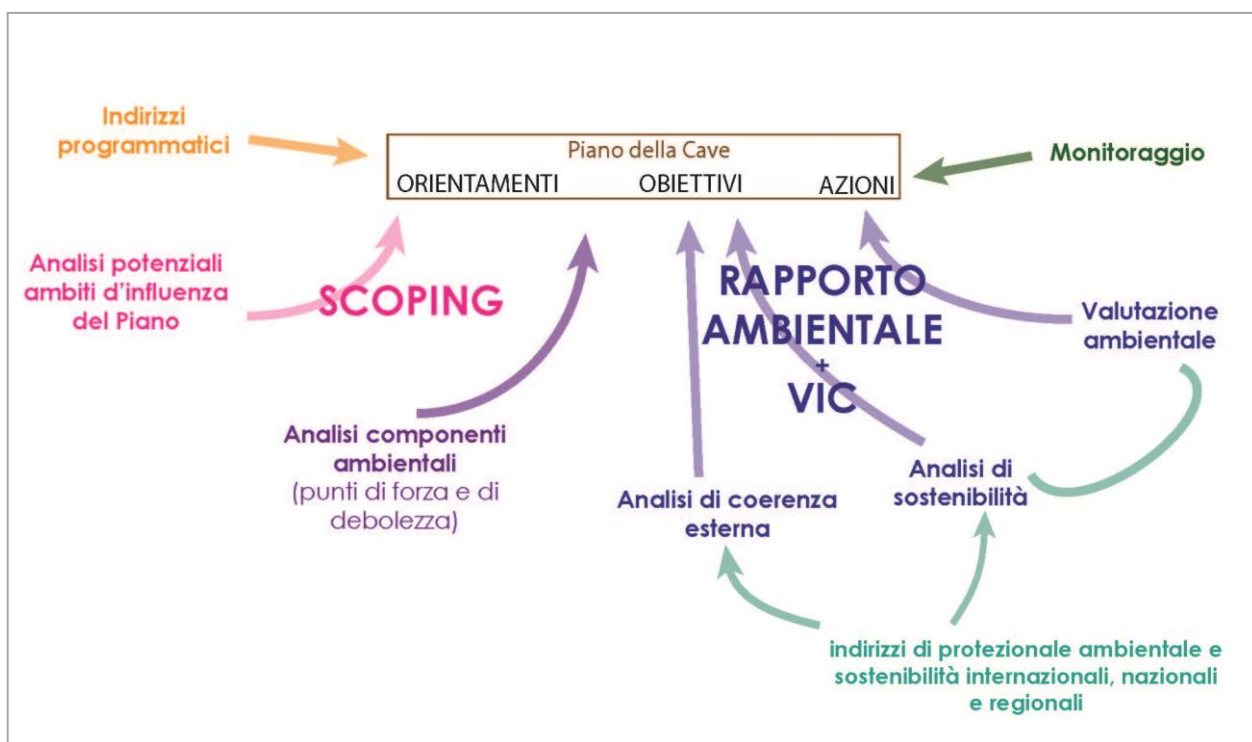 Indirizzi
programmatici
Piano della Cave
ORIENTAMENTI OBIETTIVI AZIONI
Monitoraggio
Analisi potenziali
ambiti d'influenza
del Piano
SCOPING
RAPPORTO
AMBIENTALE
+
VIC
Valutazione
ambientale
Analisi componenti
ambientali
(punti di forza e di
debolezza)
Analisi di coerenza
esterna
Analisi di
sostenibilità
indirizzi di protezionale ambientale e
sostenibilità internazionali, nazionali
e regionali